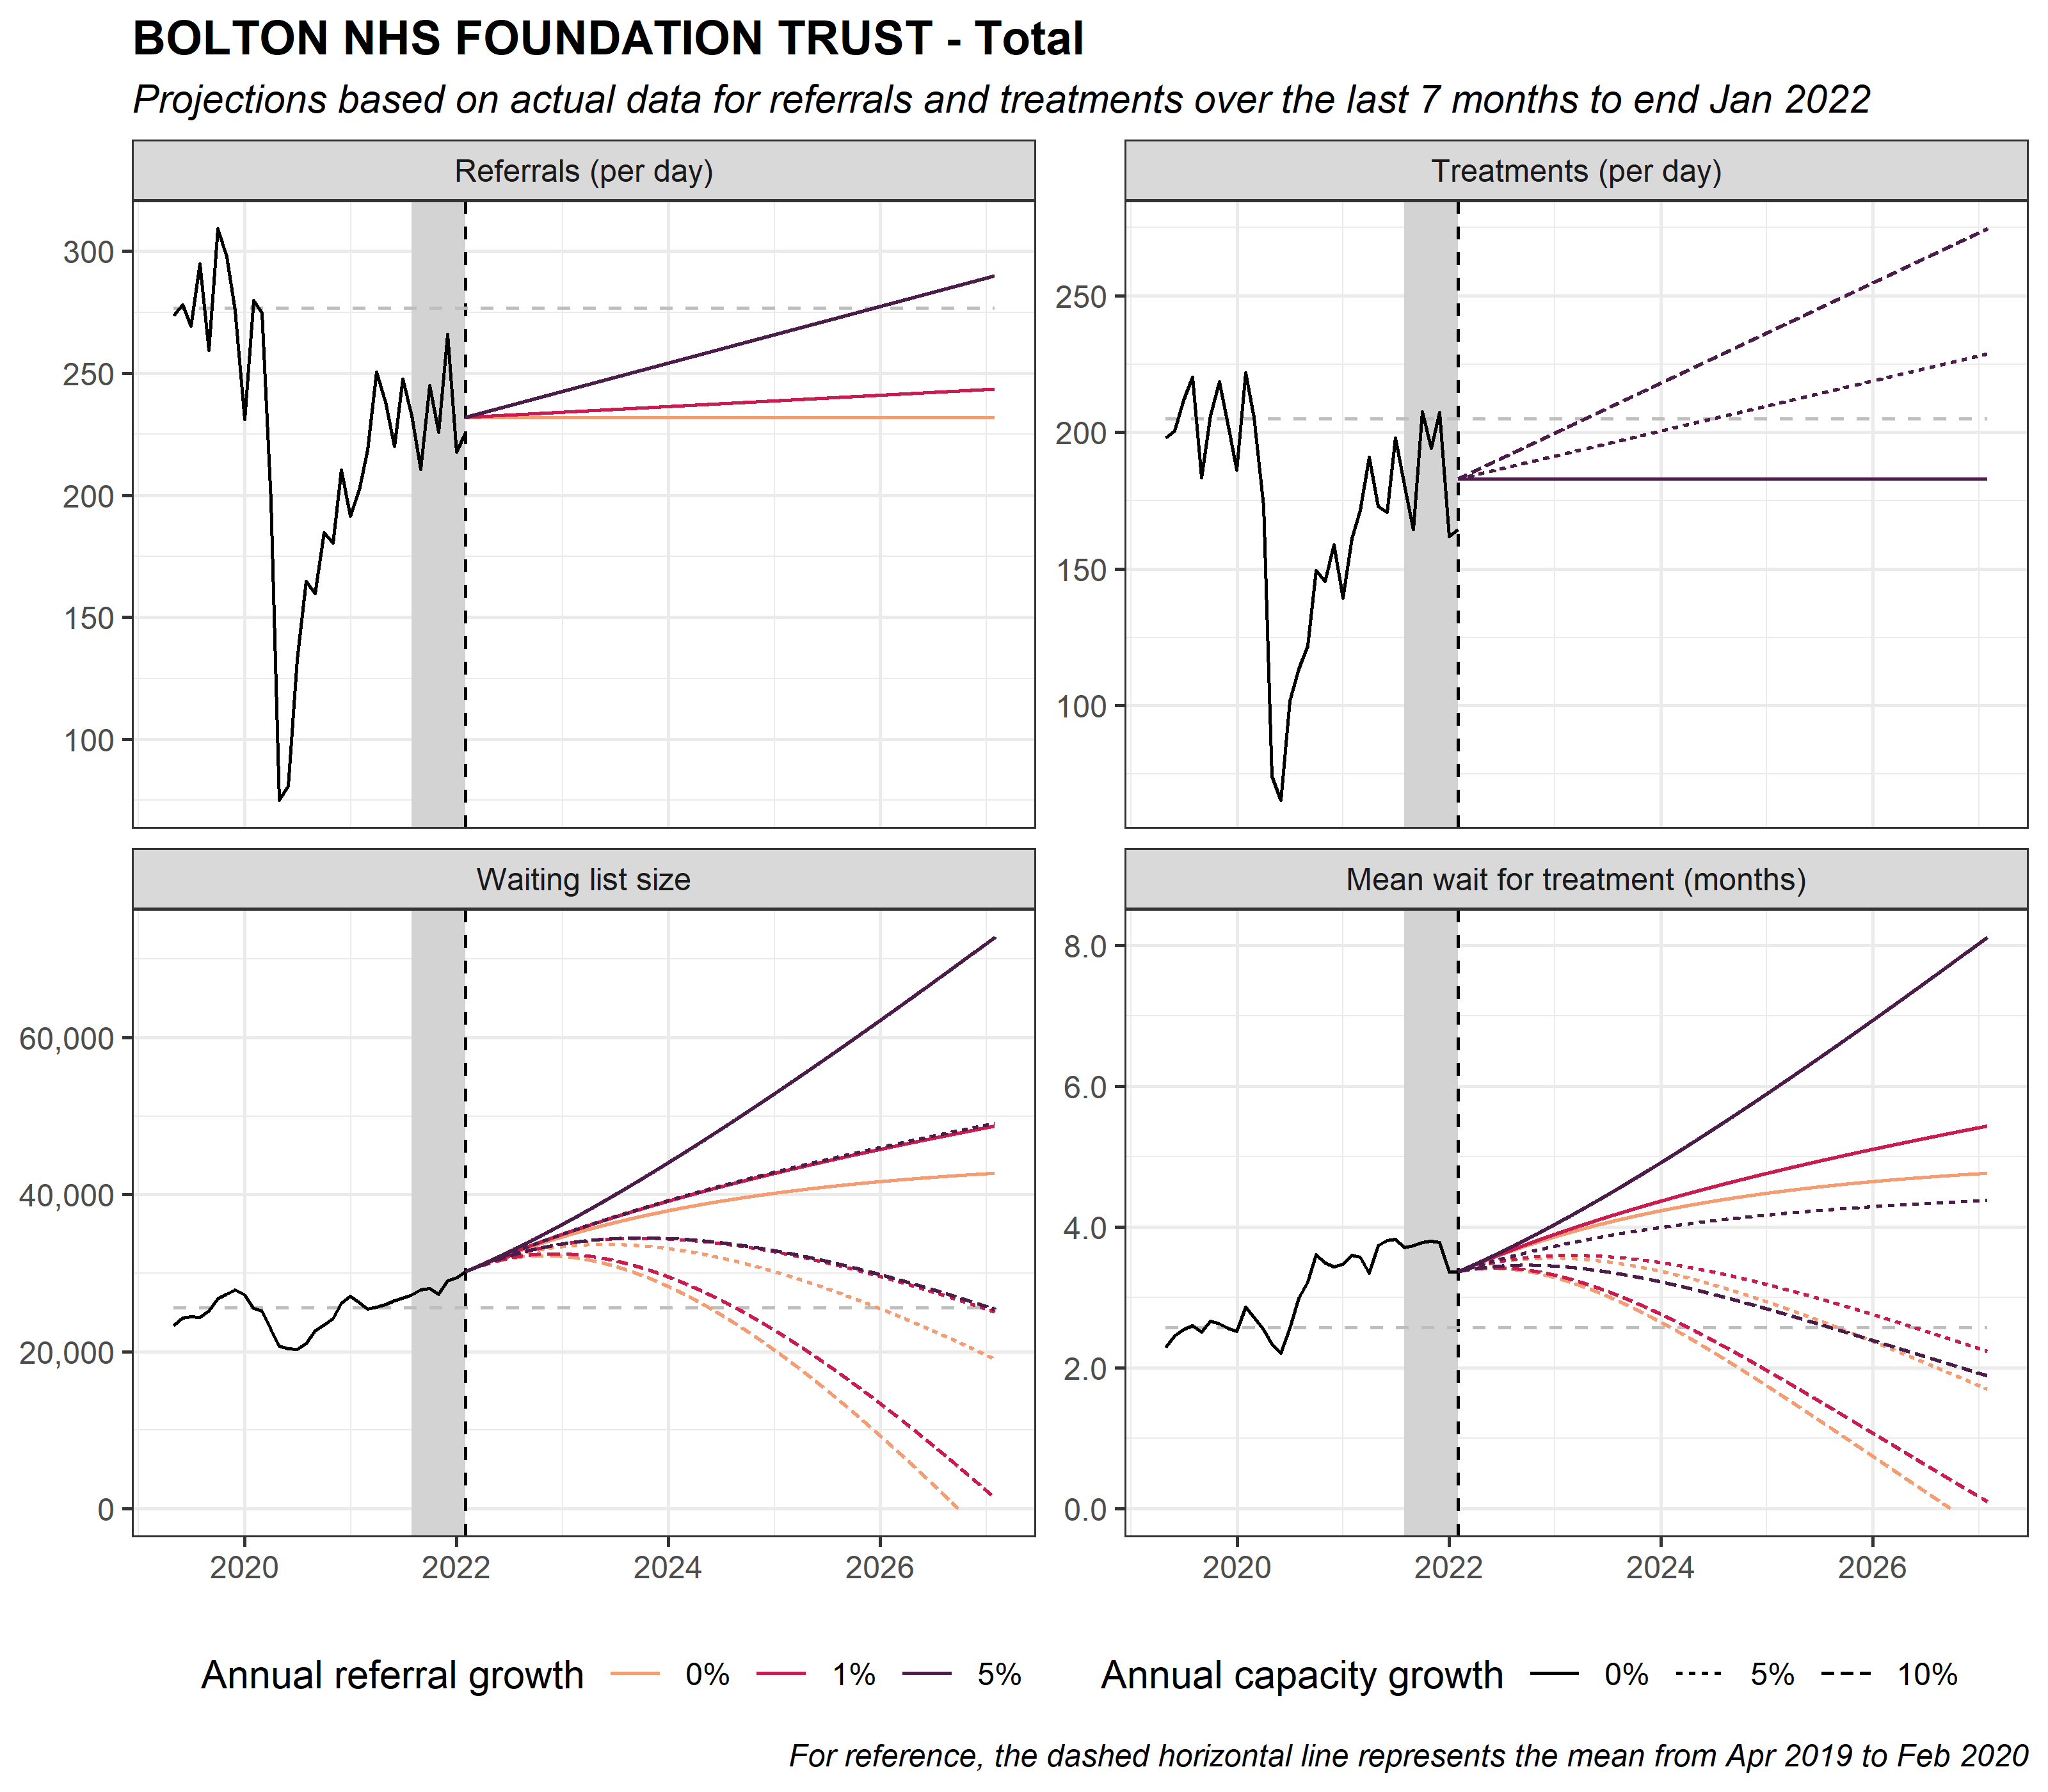 BOLTON NHS FOUNDATION TRUST - Total
Projections based on actual data for referrals and treatments over the last 7 months to end Jan 2022
Referrals (per day)
300
250
200
150
100
Treatments (per day)
250
200
150
100
Waiting list size
60,000
40,000
20,000
0
2020 2022 2024 2026
Mean wait for treatment (months)
8.0
6.0
4.0
2.0
0.0
2020 2022 2024 2026
Annual referral growth 0% 1% 5%
Annual capacity growth 0% 5% 10%
For reference, the dashed horizontal line represents the mean from Apr 2019 to Feb 2020